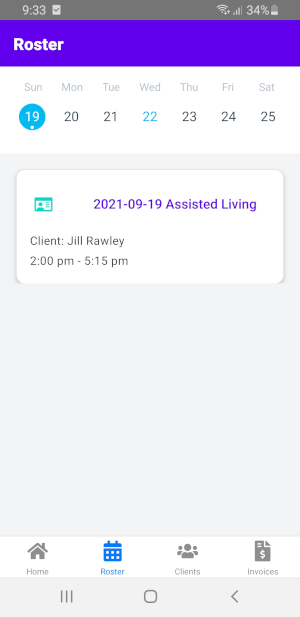 9:33 34%
Roster
Sun Mon Tue Wed Thu Fri Sat
19 20 21 22 23 24 25
2021-09-19 Assisted Living
Client: Jill Rawley
2:00 pm - 5:15 pm
Home Roster Clients Invoices